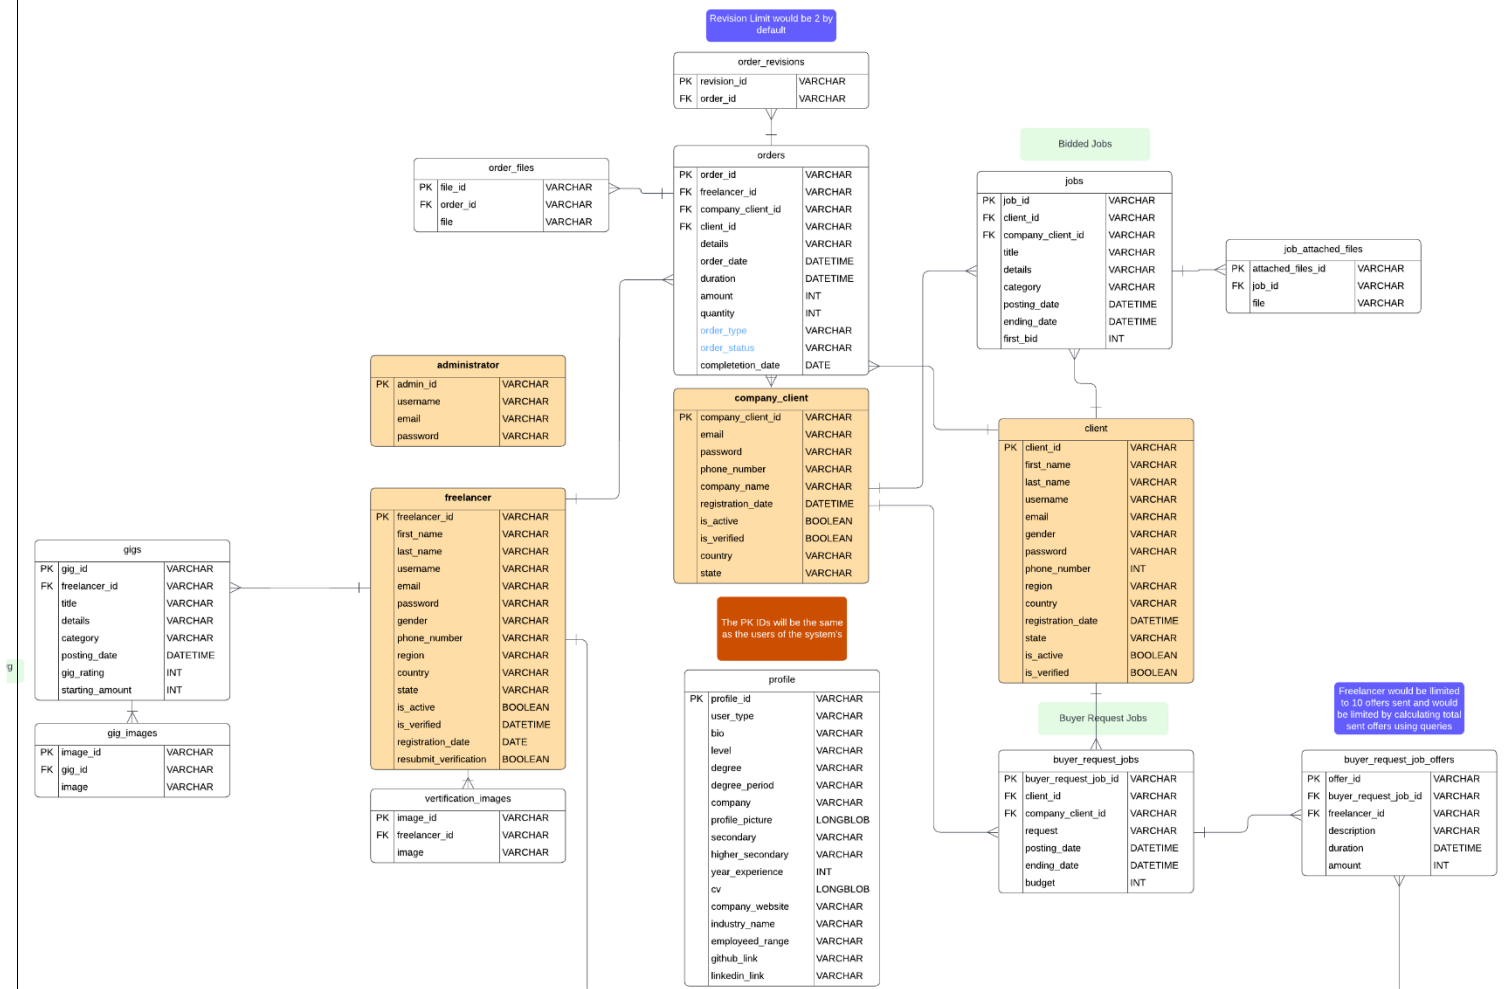 Revision Limit would be 2 by
default
order_revisions
PK revision_id VARCHAR
FK order_id VARCHAR
order_files
PK file_id VARCHAR
FK order_id VARCHAR
file VARCHAR
orders
PK order_id VARCHAR
FK freelancer_id VARCHAR
FK company_client_id VARCHAR
FK client_id VARCHAR
details VARCHAR
order_date DATETIME
duration DATETIME
amount INT
quantity INT
order_type VARCHAR
order_status VARCHAR
completetion_date DATE
Bidded Jobs
jobs
PK job_id VARCHAR
FK client_id VARCHAR
FK company_client_id VARCHAR
title VARCHAR
details VARCHAR
category VARCHAR
posting_date DATETIME
ending_date DATETIME
first_bid INT
job_attached_files
PK attached_files_id VARCHAR
FK job_id VARCHAR
file VARCHAR
administrator
PK admin_id VARCHAR
username VARCHAR
email VARCHAR
password VARCHAR
company_client
PK company_client_id VARCHAR
email VARCHAR
password VARCHAR
phone_number VARCHAR
company_name VARCHAR
registration_date DATETIME
is_active BOOLEAN
is_verified BOOLEAN
country VARCHAR
state VARCHAR
client
PK client_id VARCHAR
first_name VARCHAR
last_name VARCHAR
username VARCHAR
email VARCHAR
gender VARCHAR
password VARCHAR
phone_number INT
region VARCHAR
country VARCHAR
registration_date DATETIME
state VARCHAR
is_active BOOLEAN
is_verified BOOLEAN
freelancer
PK freelancer_id VARCHAR
first_name VARCHAR
last_name VARCHAR
username VARCHAR
email VARCHAR
password VARCHAR
gender VARCHAR
phone_number VARCHAR
region VARCHAR
country VARCHAR
state VARCHAR
is_active BOOLEAN
is_verified DATETIME
registration_date DATE
resubmit_verification BOOLEAN
gigs
PK gig_id VARCHAR
FK freelancer_id VARCHAR
title VARCHAR
details VARCHAR
category VARCHAR
posting_date DATETIME
gig_rating INT
starting_amount INT
gig_images
PK image_id VARCHAR
FK gig_id VARCHAR
image VARCHAR
vertification_images
PK image_id VARCHAR
FK freelancer_id VARCHAR
image VARCHAR
The PK IDs will be the same
as the users of the system's
profile
PK profile_id VARCHAR
user_type VARCHAR
bio VARCHAR
level VARCHAR
degree VARCHAR
degree_period VARCHAR
company VARCHAR
profile_picture LONGBLOB
secondary VARCHAR
higher_secondary VARCHAR
year_experience INT
cv LONGBLOB
company_website VARCHAR
industry_name VARCHAR
employeed_range VARCHAR
github_link VARCHAR
linkedin_link VARCHAR
Buyer Request Jobs
buyer_request_jobs
PK buyer_request_job_id VARCHAR
FK client_id VARCHAR
FK company_client_id VARCHAR
request VARCHAR
posting_date DATETIME
ending_date DATETIME
budget INT
Freelancer would be ilimited
to 10 offers sent and would
be limited by calculating total
sent offers using queries
buyer_request_job_offers
PK offer_id VARCHAR
FK buyer_request_job_id VARCHAR
FK freelancer_id VARCHAR
description VARCHAR
duration DATETIME
amount INT